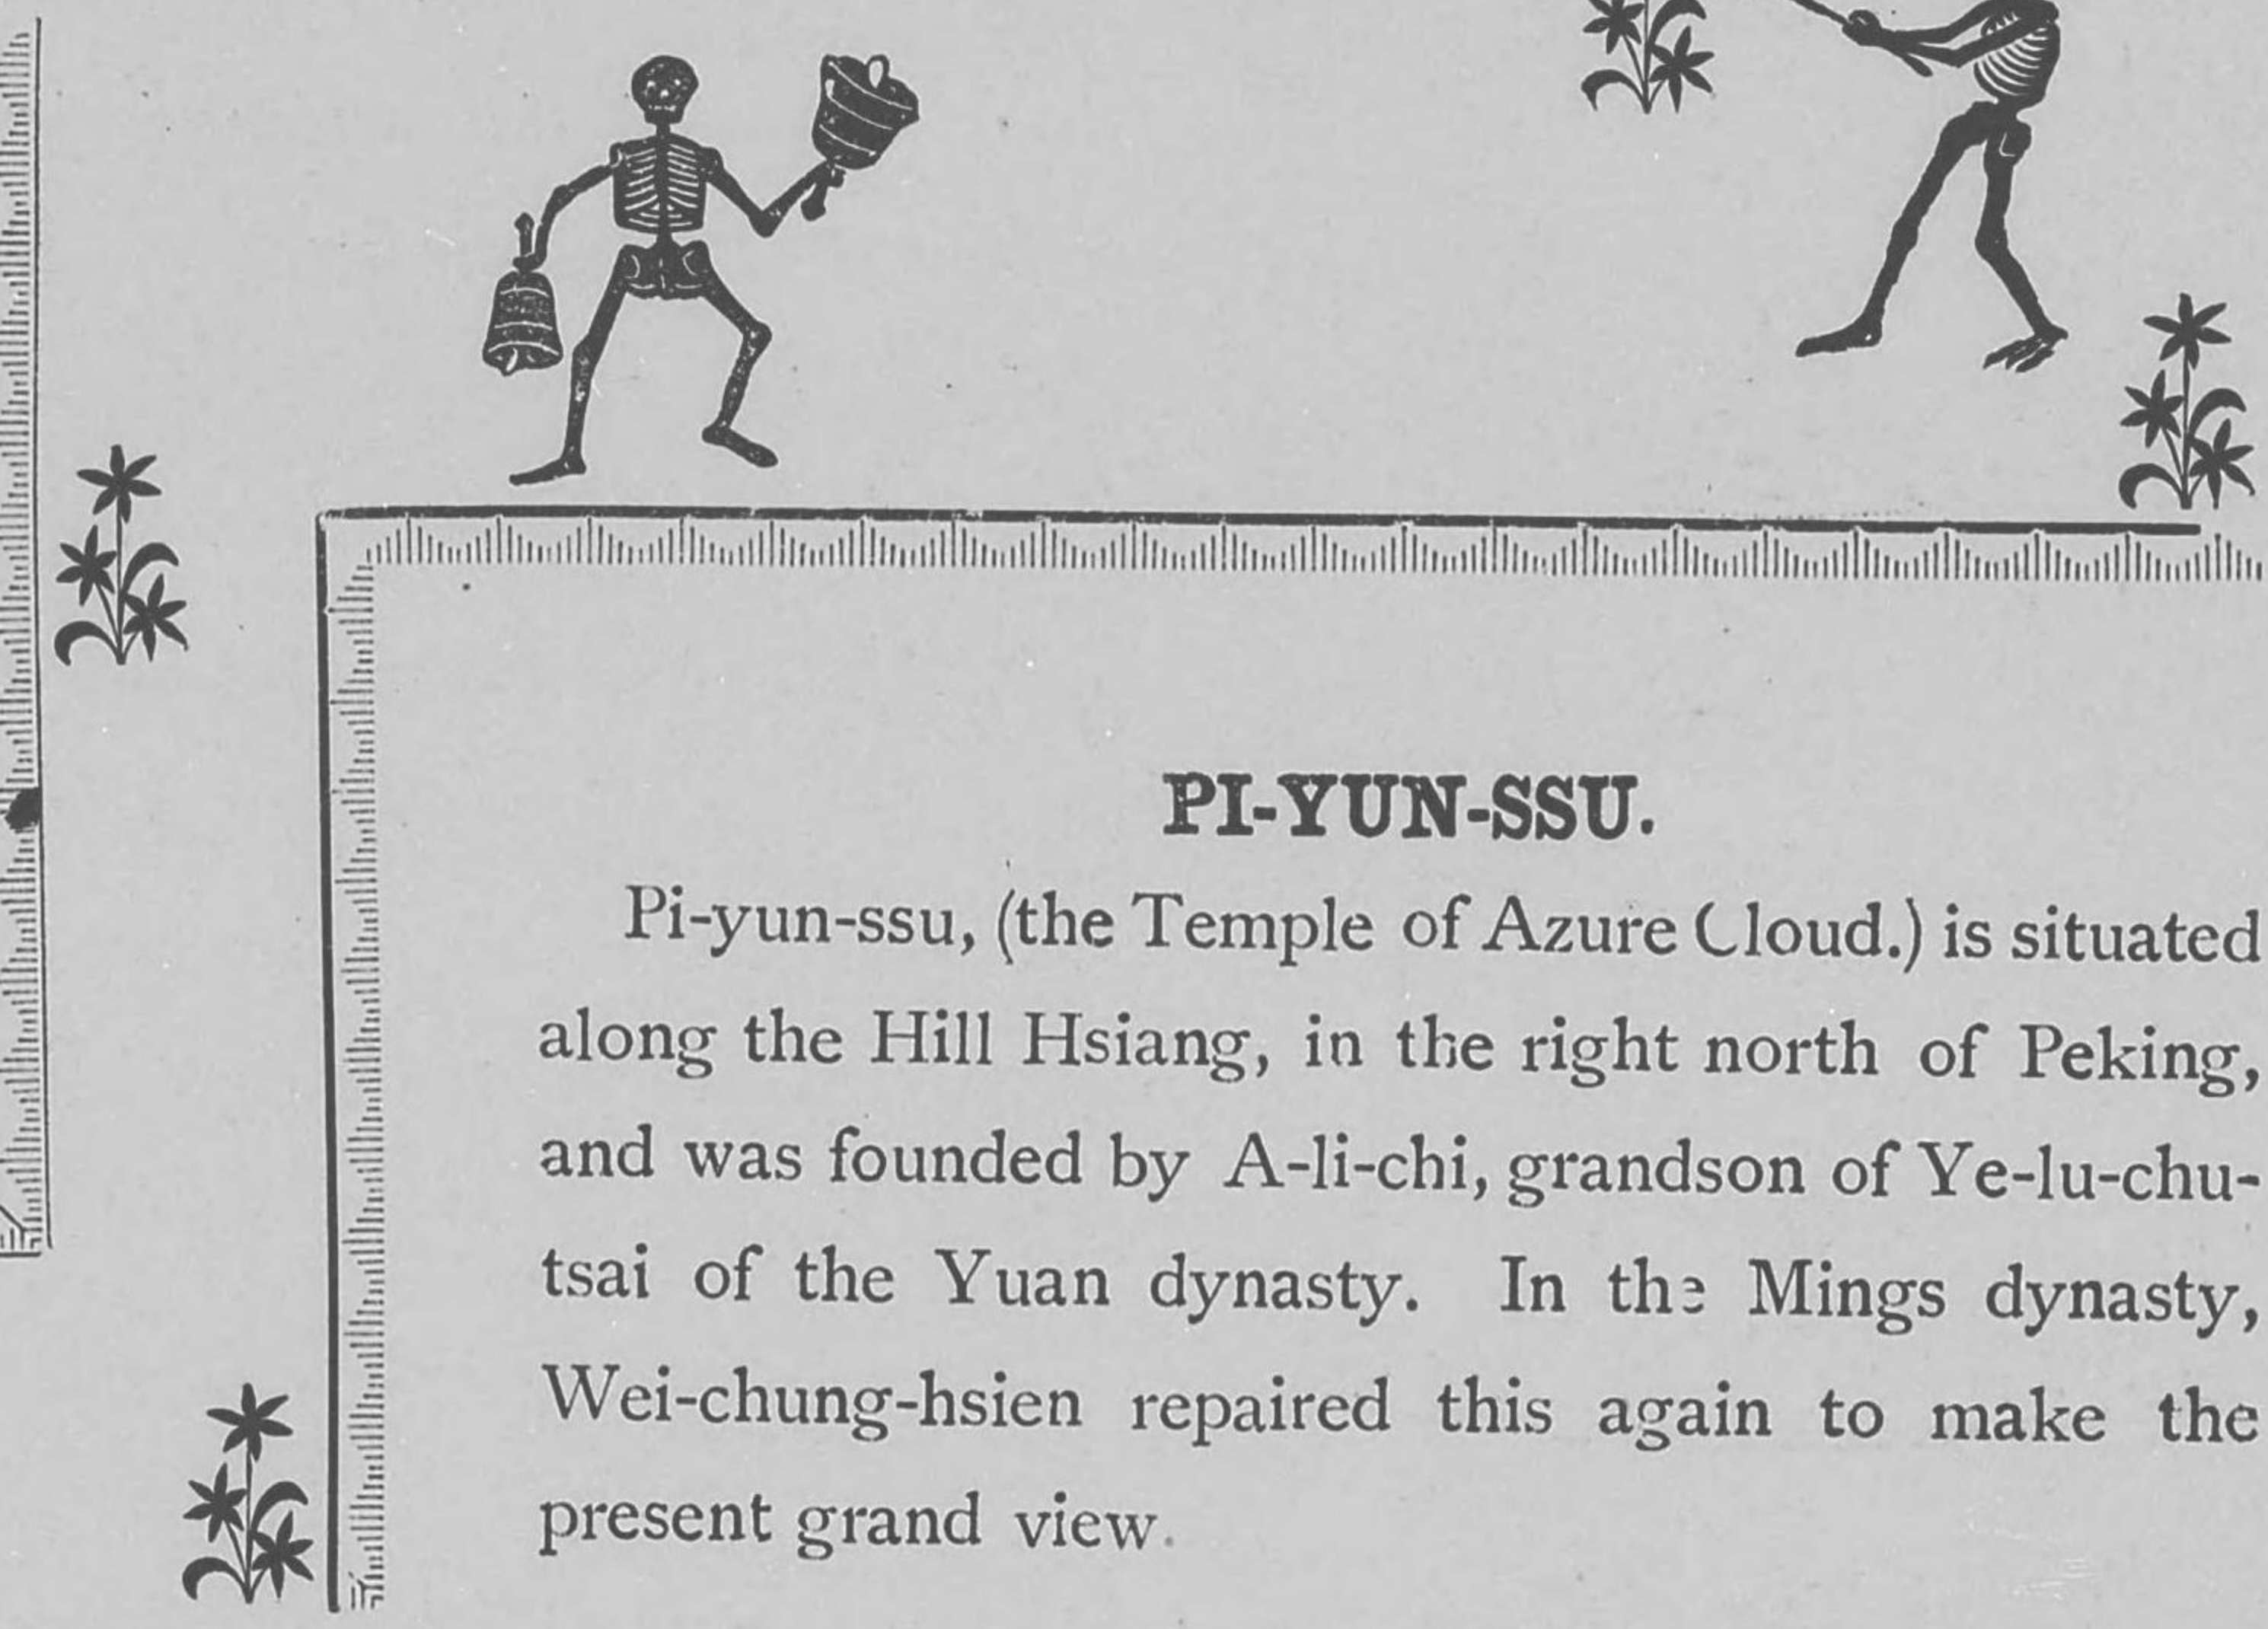 PI-YUN-SSU.
Pi-yun-ssu, (the Temple of Azure Cloud.) is situated
along the Hill Hsiang, in the right north of Peking,
and was founded by A-li-chi, grandson of Ye-lu-chu-
tsai of the Yuan dynasty. In the Mings dynasty,
Wei-chung-hsien repaired this again to make the
present grand view.